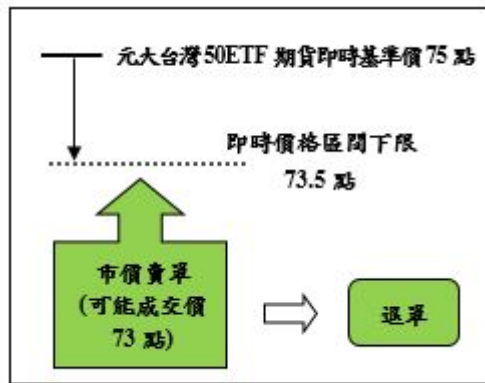 元大台灣50ETF 期貨即時基準價 75 點
即時價格區間下限
73.5 點
市價賣單
(可能成交價
73 點)
退單